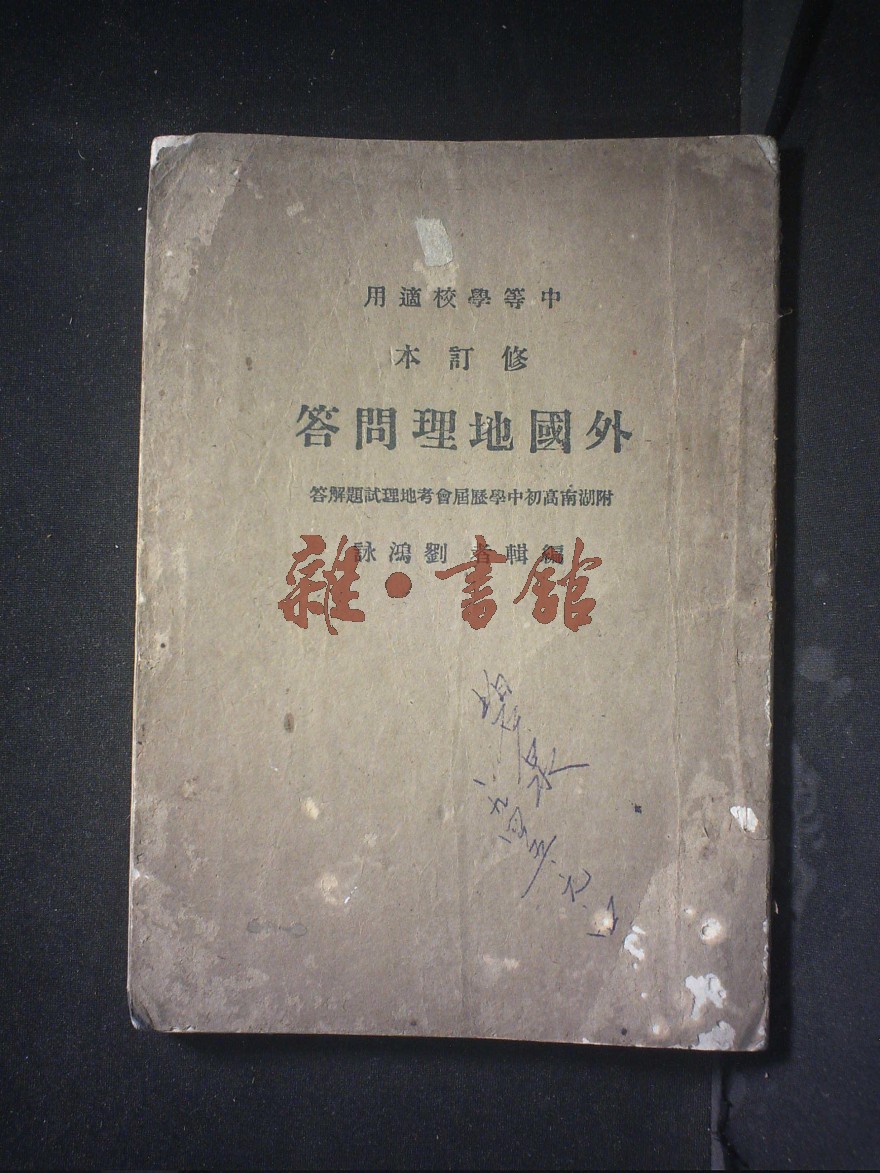 中等學校適用
修訂本
外國地理問答
附湖南高初中學歷屆會考地理試題解答
編輯者 劉鴻詠
雜·書館